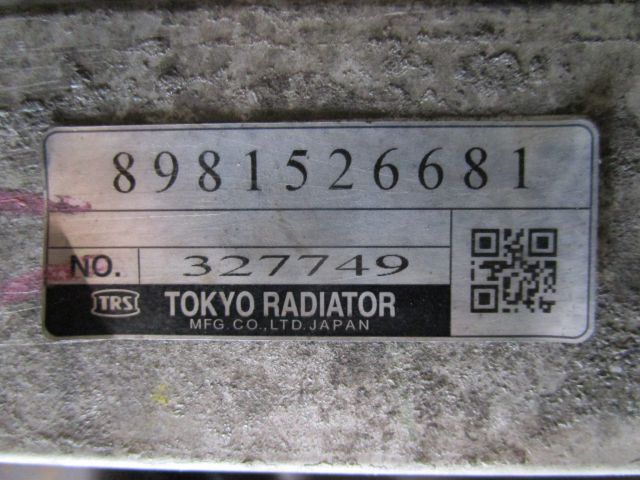 8981526681
NO. 327749
TRS TOKYO RADIATOR
MFG.CO.,LTD.JAPAN